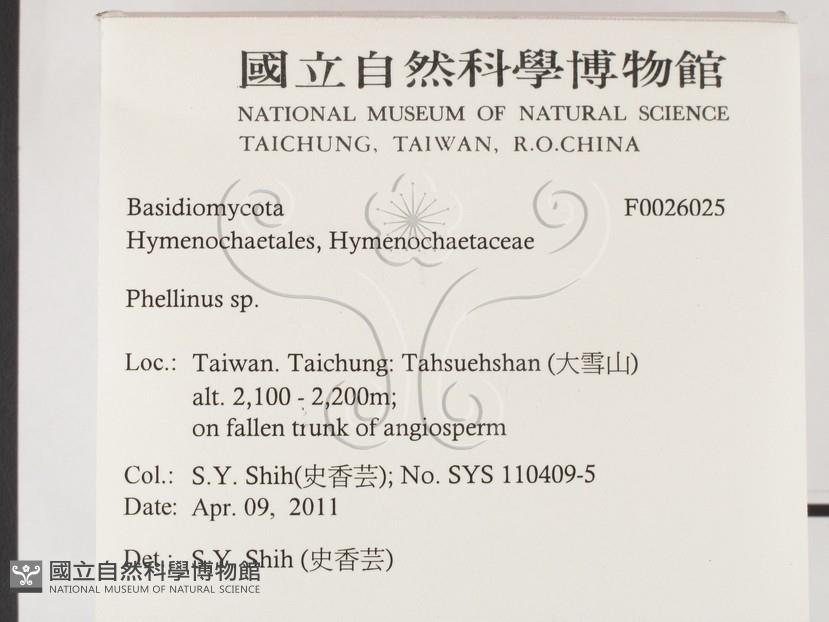 國立自然科學博物館
NATIONAL MUSEUM OF NATURAL SCIENCE
TAICHUNG, TAIWAN, R.O.CHINA
Basidiomycota F0026025
Hymenochaetales, Hymenochaetaceae
Phellinus sp.
Loc.: Taiwan. Taichung: Tahsuehshan (大雪山)
alt. 2,100 - 2,200m;
on fallen trunk of angiosperm
Col.: S.Y. Shih(史香芸); No. SYS 110409-5
Date: Apr. 09, 2011
Det.: S.Y. Shih (史香芸)
國立自然科學博物館
NATIONAL MUSEUM OF NATURAL SCIENCE